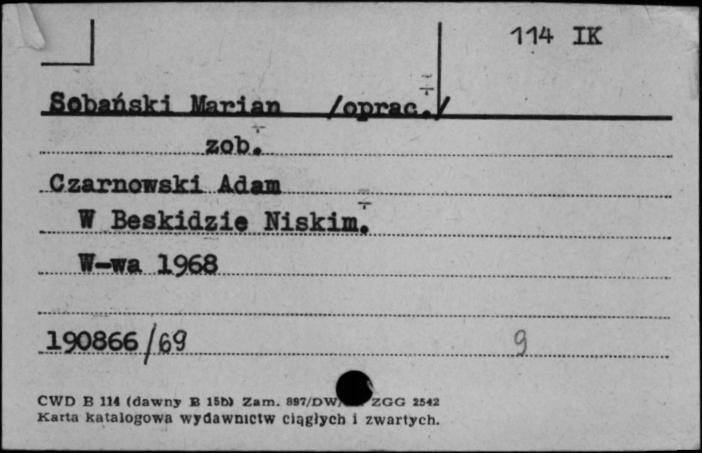 114 IK
Sobański Marian /oprac./
zob.
Czarnowski Adam
W Beskidzie Niskim.
W-wa 1968
190866/69 9
CWD B 114 (dawny B 15b) Zam. 897/DW/ ZGG 2542
Karta katalogowa wydawnictw ciągłych i zwartych.